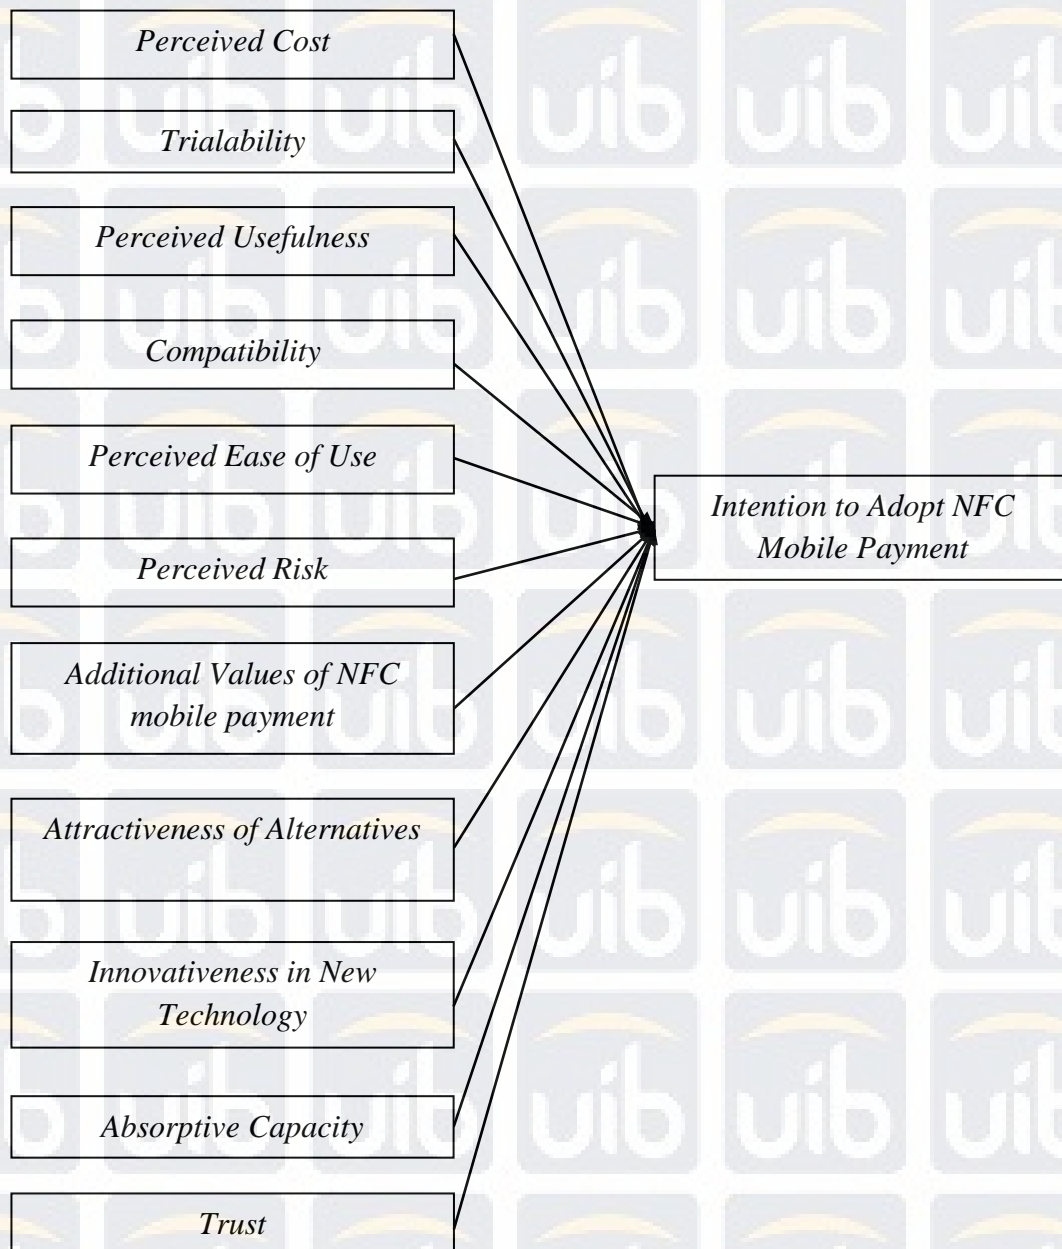 Perceived Cost
Trialability
Perceived Usefulness
Compatibility
Perceived Ease of Use
Intention to Adopt NFC
Mobile Payment
Perceived Risk
Additional Values of NFC
mobile payment
Attractiveness of Alternatives
Innovativeness in New
Technology
Absorptive Capacity
Trust
uib